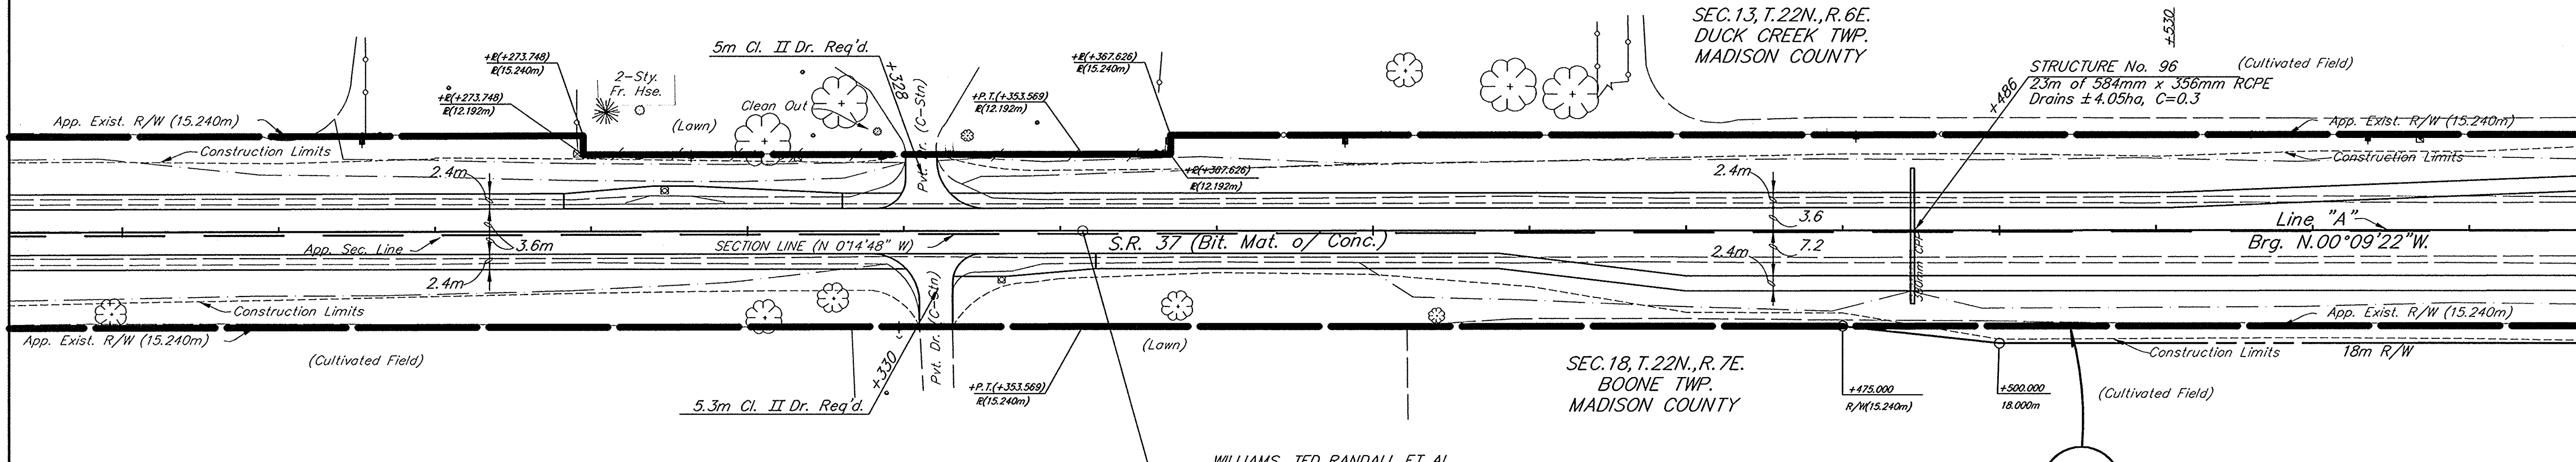 SEC.13, T.22N., R.6E.
DUCK CREEK TWP.
MADISON COUNTY
+530
5m Cl. II Dr. Req'd.
+328
Pvt. Dr. (C-Stn)
2-Sty.
Fr. Hse.
Clean Out
(Lawn)
+℄(+273.748)
℄(15.240m)
+℄(+273.748)
℄(12.192m)
+P.T.(+353.569)
℄(12.192m)
+℄(+367.626)
℄(15.240m)
+℄(+367.626)
℄(12.192m)
STRUCTURE No. 96
23m of 584mm x 356mm RCPE
Drains ±4.05ha, C=0.3
+486
(Cultivated Field)
App. Exist. R/W (15.240m)
App. Exist. R/W (15.240m)
Construction Limits
Construction Limits
2.4m
2.4m
3.6
Line "A"
App. Sec. Line
3.6m
SECTION LINE (N 0°14'48" W)
S.R. 37 (Bit. Mat. o/ Conc.)
7.2
Brg. N.00°09'22"W.
2.4m
2.4m
380mm CPP
Construction Limits
App. Exist. R/W (15.240m)
App. Exist. R/W (15.240m)
(Cultivated Field)
Pvt. Dr. (C-Stn)
+330
5.3m Cl. II Dr. Req'd.
+P.T.(+353.569)
℄(15.240m)
(Lawn)
SEC.18, T.22N., R.7E.
BOONE TWP.
MADISON COUNTY
+475.000
R/W(15.240m)
+500.000
18.000m
Construction Limits
18m R/W
(Cultivated Field)
WILLIAMS, TED RANDALL ET AL